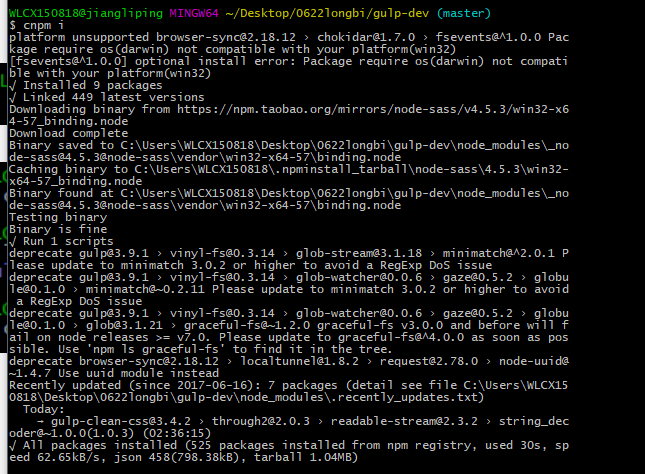 WLCX150818@jiangliping MINGW64 ~/Desktop/0622longbi/gulp-dev (master)
$ cnpm i
platform unsupported browser-sync@2.18.12 › chokidar@1.7.0 › fsevents@^1.0.0 Pac
kage require os(darwin) not compatible with your platform(win32)
[fsevents@^1.0.0] optional install error: Package require os(darwin) not compati
ble with your platform(win32)
√ Installed 9 packages
√ Linked 449 latest versions
Downloading binary from https://npm.taobao.org/mirrors/node-sass/v4.5.3/win32-x6
4-57_binding.node
Download complete
Binary saved to C:\Users\WLCX150818\Desktop\0622longbi\gulp-dev\node_modules\_no
de-sass@4.5.3@node-sass\vendor\win32-x64-57\binding.node
Caching binary to C:\Users\WLCX150818\.npminstall_tarball\node-sass\4.5.3\win32-
x64-57_binding.node
Binary found at C:\Users\WLCX150818\Desktop\0622longbi\gulp-dev\node_modules\_no
de-sass@4.5.3@node-sass\vendor\win32-x64-57\binding.node
Testing binary
Binary is fine
√ Run 1 scripts
deprecate gulp@3.9.1 › vinyl-fs@0.3.14 › glob-stream@3.1.18 › minimatch@^2.0.1 P
lease update to minimatch 3.0.2 or higher to avoid a RegExp DoS issue
deprecate gulp@3.9.1 › vinyl-fs@0.3.14 › glob-watcher@0.0.6 › gaze@0.5.2 › globu
le@0.1.0 › minimatch@~0.2.11 Please update to minimatch 3.0.2 or higher to avoid
 a RegExp DoS issue
deprecate gulp@3.9.1 › vinyl-fs@0.3.14 › glob-watcher@0.0.6 › gaze@0.5.2 › globu
le@0.1.0 › glob@3.1.21 › graceful-fs@~1.2.0 graceful-fs v3.0.0 and before will f
ail on node releases >= v7.0. Please update to graceful-fs@^4.0.0 as soon as pos
sible. Use 'npm ls graceful-fs' to find it in the tree.
deprecate browser-sync@2.18.12 › localtunnel@1.8.2 › request@2.78.0 › node-uuid@
~1.4.7 Use uuid module instead
Recently updated (since 2017-06-16): 7 packages (detail see file C:\Users\WLCX15
0818\Desktop\0622longbi\gulp-dev\node_modules\.recently_updates.txt)
  Today:
    → gulp-clean-css@3.4.2 › through2@2.0.3 › readable-stream@2.3.2 › string_dec
oder@~1.0.0(1.0.3) (02:36:15)
√ All packages installed (525 packages installed from npm registry, used 30s, sp
eed 62.65kB/s, json 458(798.38kB), tarball 1.04MB)